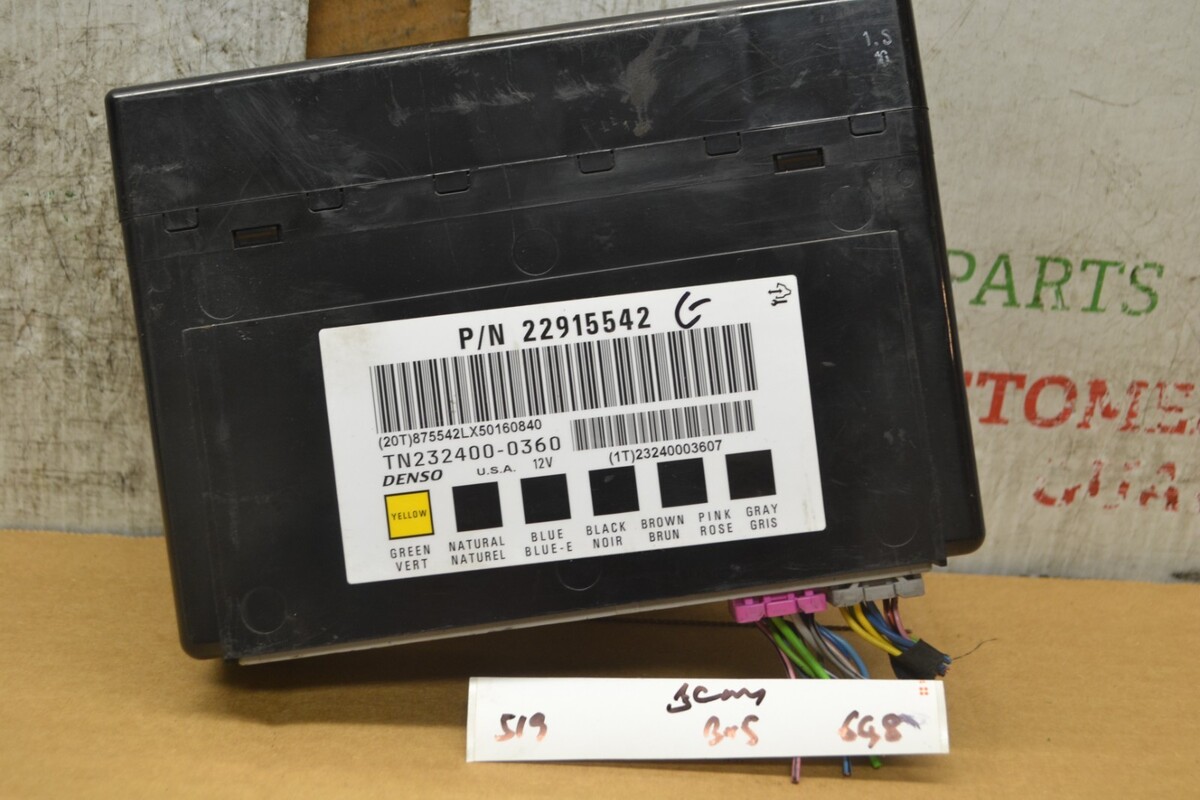 1.S
PARTS
P/N 22915542 G
(20T)875542LX50160840
TN232400-0360
(1T)23240003607
DENSO
U.S.A. 12V
YELLOW
GREEN NATURAL BLUE BLACK BROWN PINK GRAY
VERT NATUREL BLUE-E NOIR BRUN ROSE GRIS
BCM
519